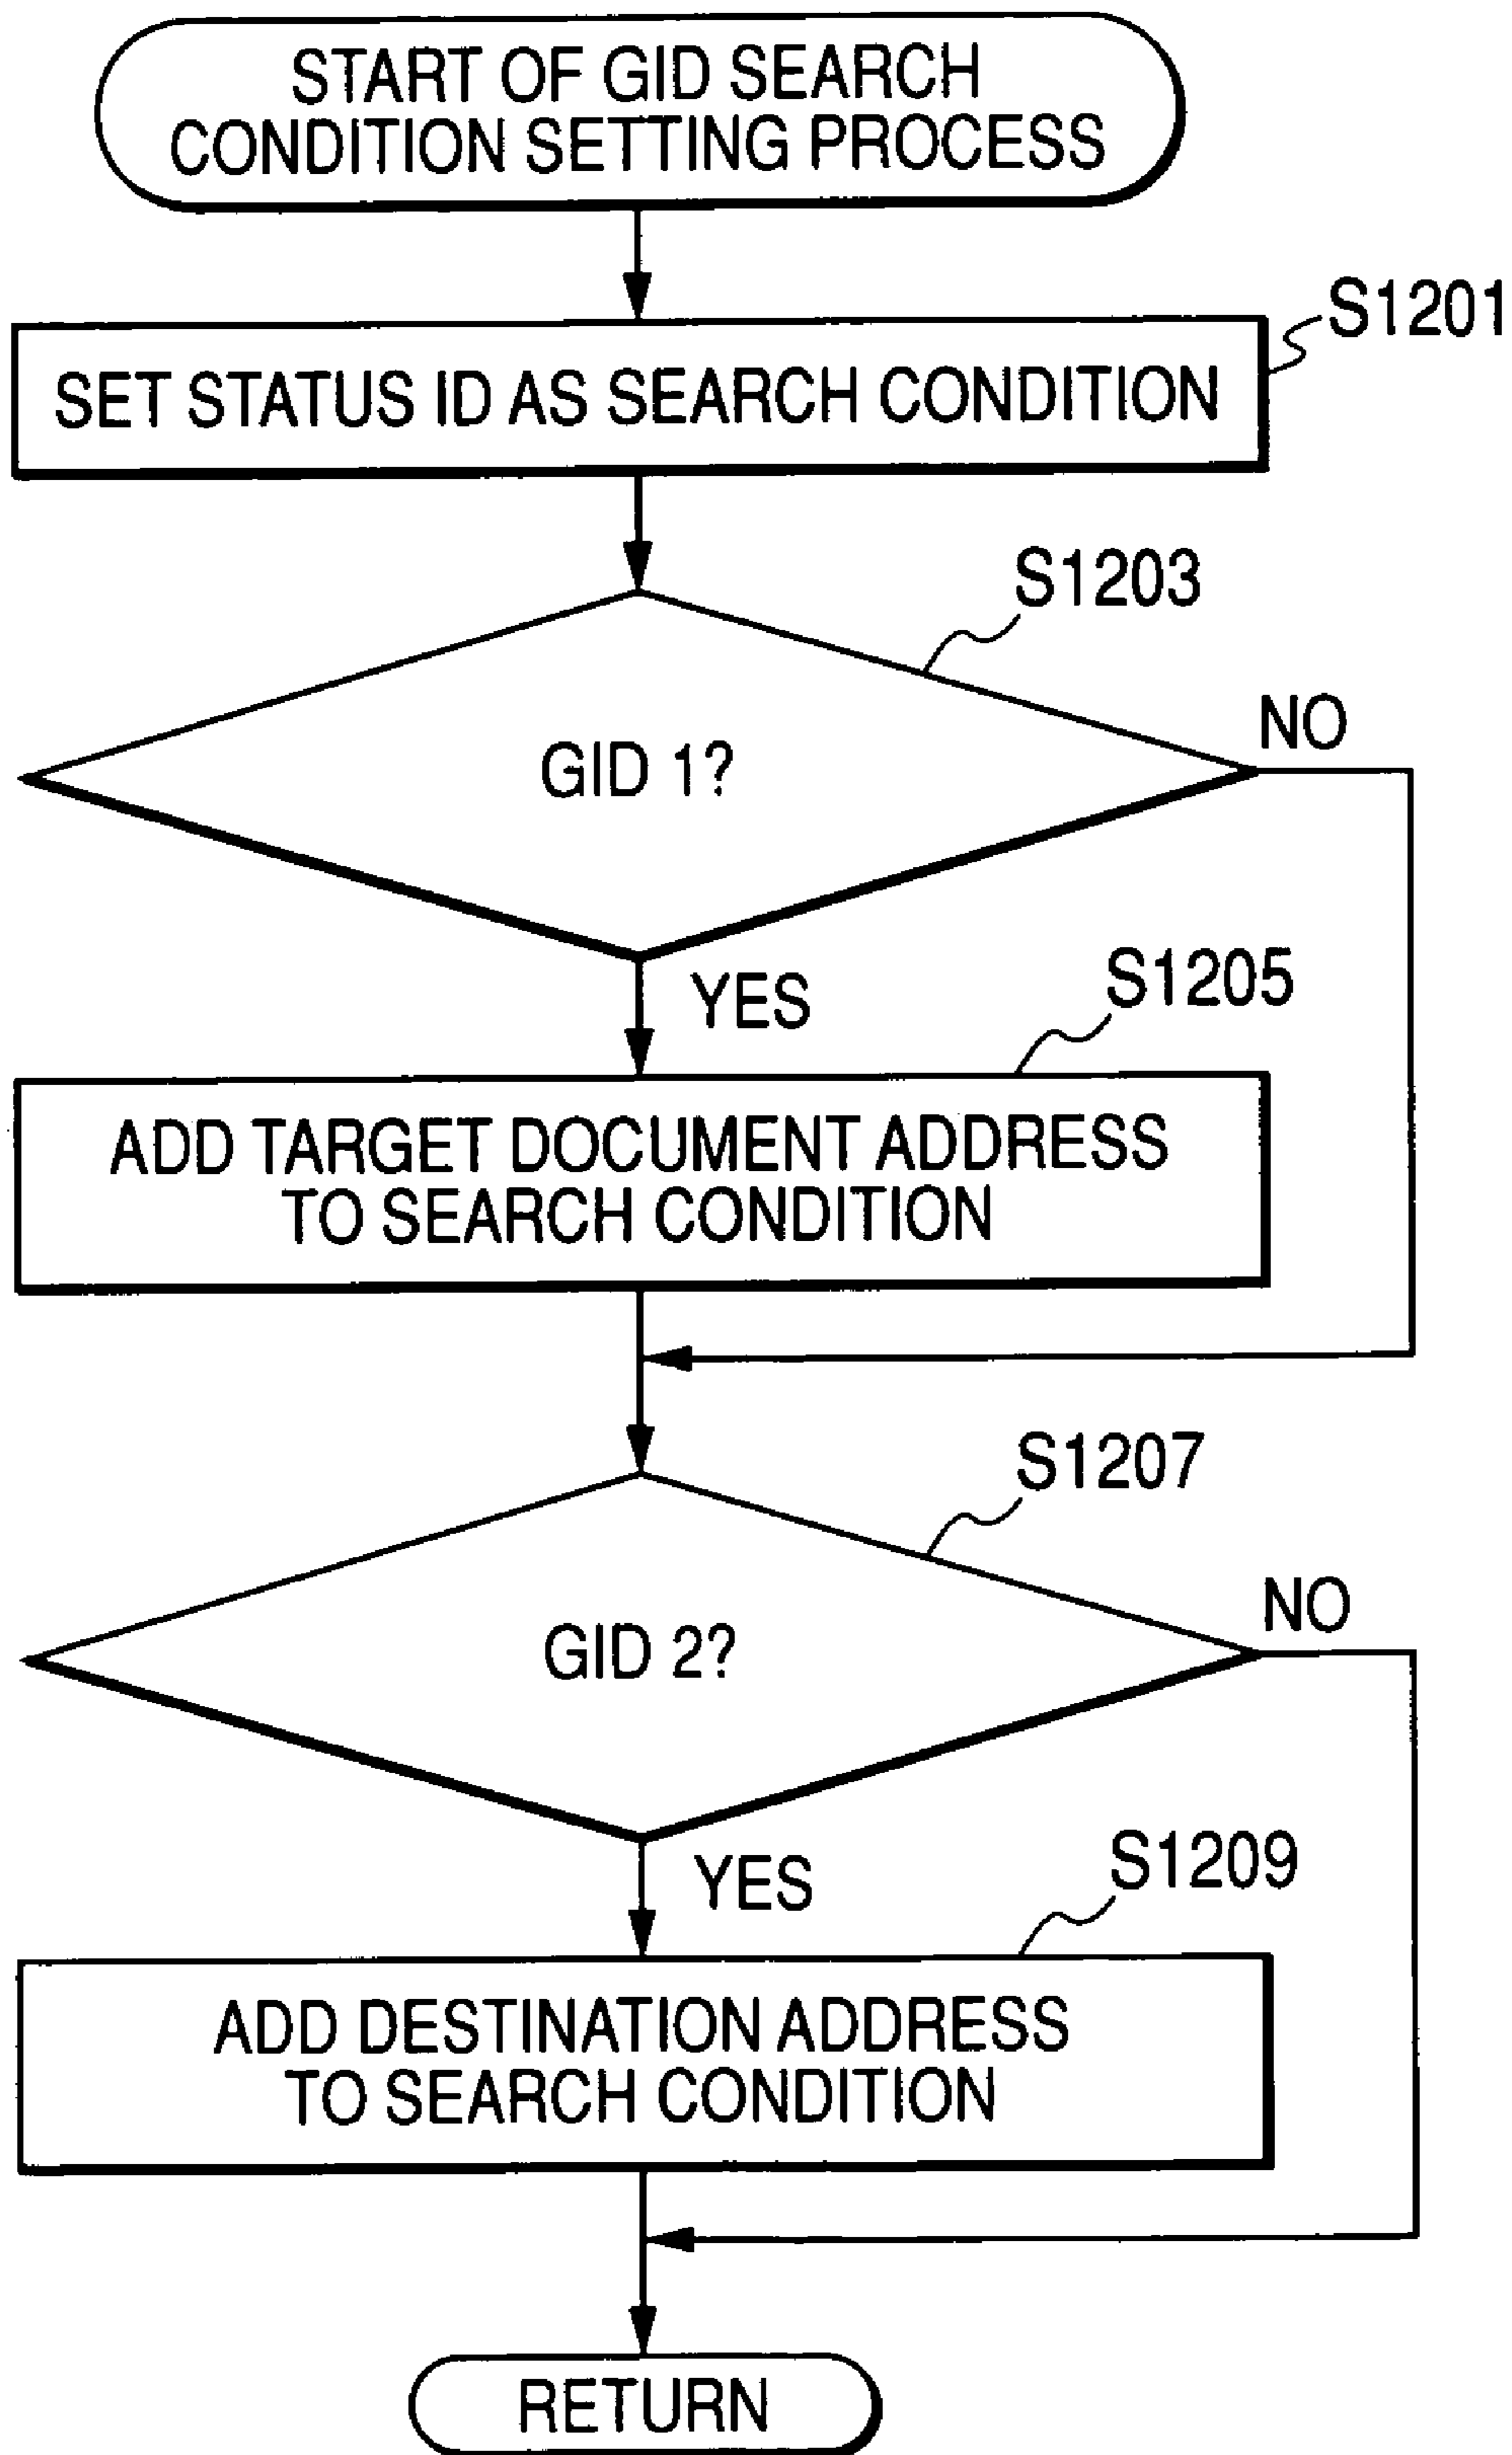 START OF GID SEARCH
CONDITION SETTING PROCESS
S1201
SET STATUS ID AS SEARCH CONDITION
S1203
NO
GID 1?
YES
S1205
ADD TARGET DOCUMENT ADDRESS
TO SEARCH CONDITION
S1207
NO
GID 2?
YES
S1209
ADD DESTINATION ADDRESS
TO SEARCH CONDITION
RETURN